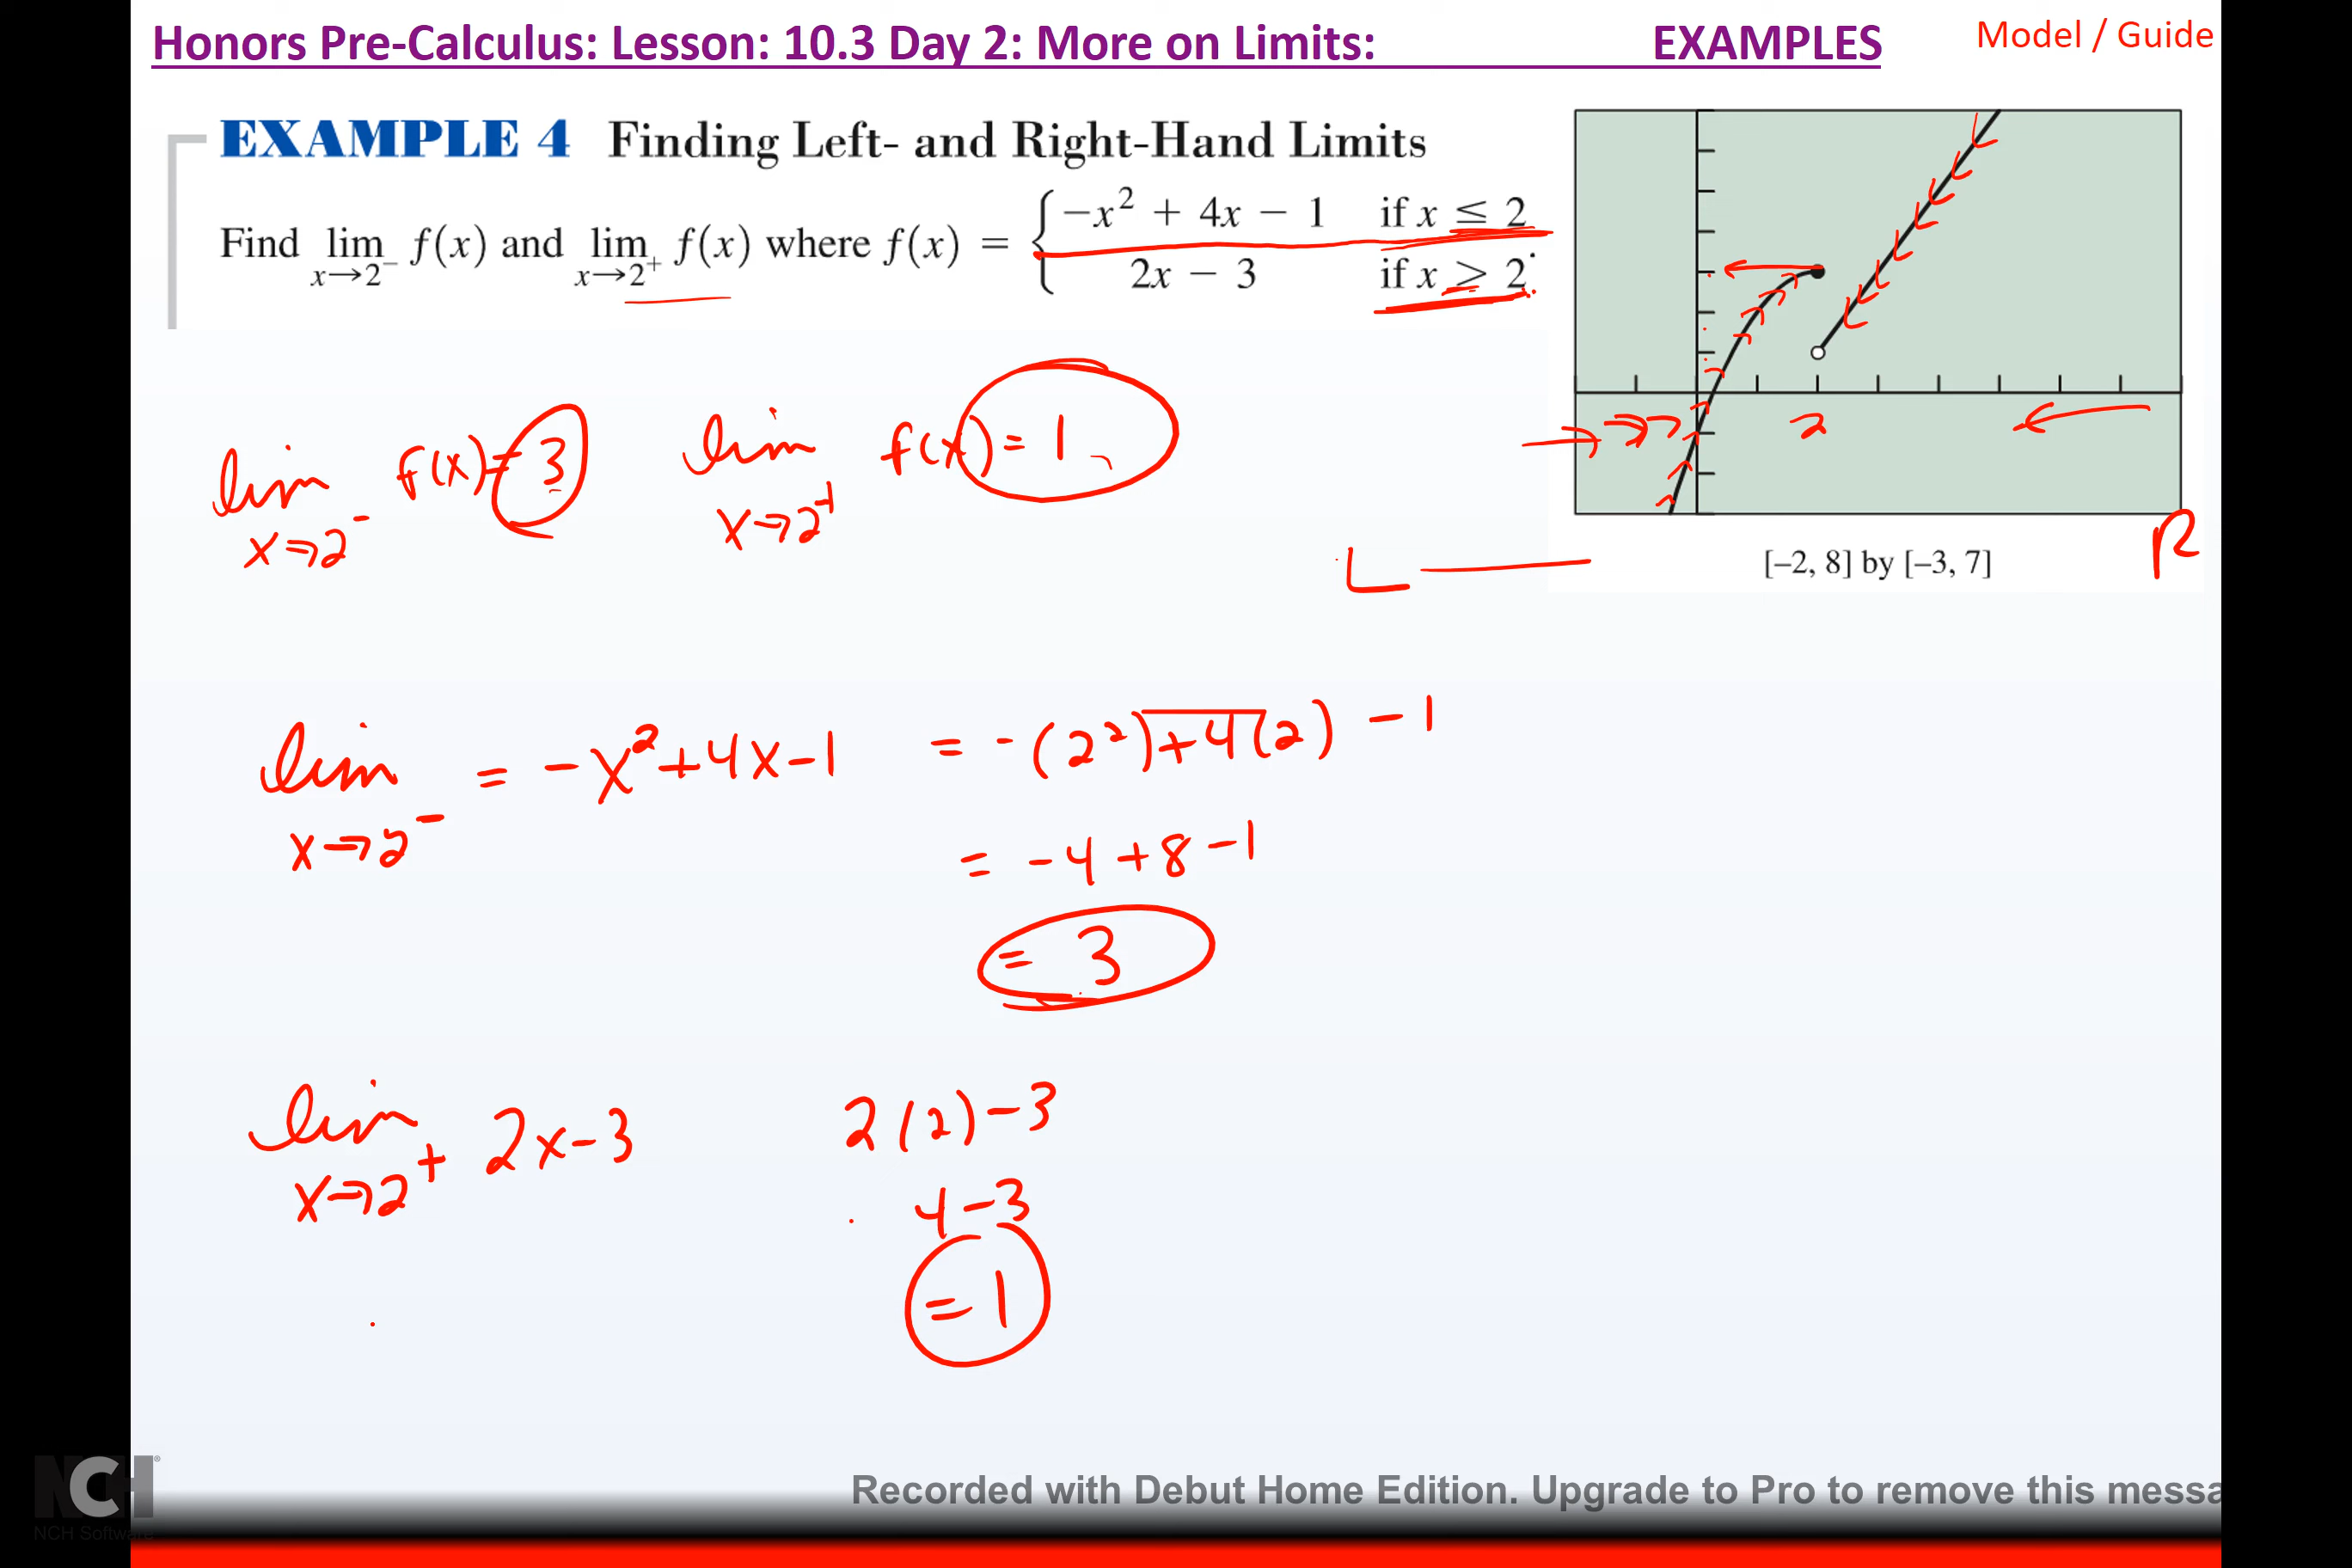 Honors Pre-Calculus: Lesson: 10.3 Day 2: More on Limits: EXAMPLES Model / Guide
EXAMPLE 4 Finding Left- and Right-Hand Limits
Find lim x→2⁻ f(x) and lim x→2⁺ f(x) where f(x) = { −x² + 4x − 1 if x ≤ 2
2x − 3 if x ≥ 2.
2
[–2, 8] by [–3, 7]
L
R
lim x→2⁻ f(x) = 3 lim x→2⁺ f(x) = 1
lim x→2⁻ = -x²+4x-1 = -(2²)+4(2) -1
= -4+8-1
= 3
lim x→2⁺ 2x-3 2(2)-3
4-3
=1
NCH®
NCH Software
Recorded with Debut Home Edition. Upgrade to Pro to remove this messa